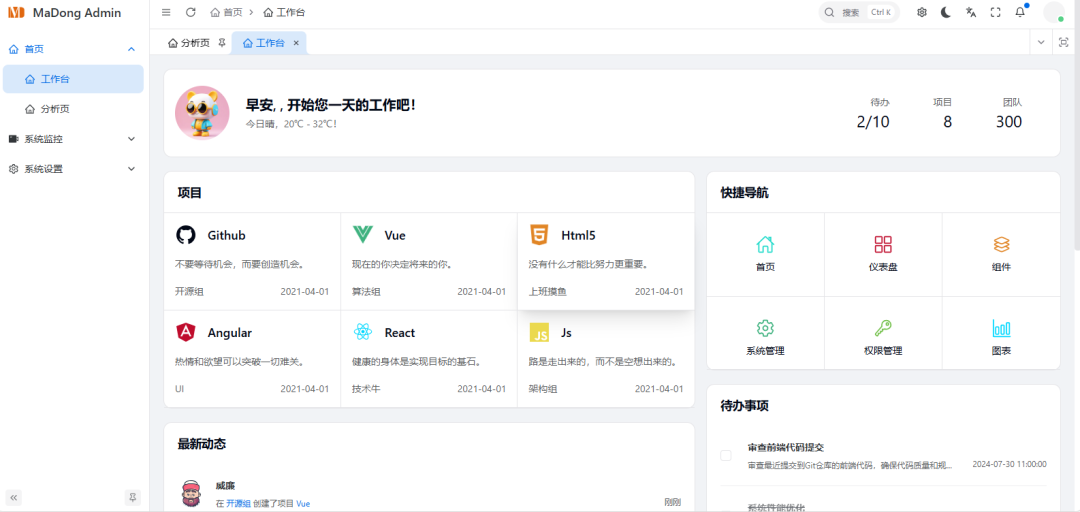 MaDong Admin
首页
工作台
搜索
Ctrl K
首页
工作台
分析页
系统监控
系统设置
分析页
工作台
早安, , 开始您一天的工作吧！
今日晴，20℃ - 32℃！
待办
2/10
项目
8
团队
300
项目
Github
不要等待机会，而要创造机会。
开源组
2021-04-01
Vue
现在的你决定将来的你。
算法组
2021-04-01
Html5
没有什么才能比努力更重要。
上班摸鱼
2021-04-01
Angular
热情和欲望可以突破一切难关。
UI
2021-04-01
React
健康的身体是实现目标的基石。
技术牛
2021-04-01
JS
Js
路是走出来的，而不是空想出来的。
架构组
2021-04-01
快捷导航
首页
仪表盘
组件
系统管理
权限管理
图表
最新动态
威廉
在 开源组 创建了项目 Vue
刚刚
待办事项
审查前端代码提交
审查最近提交到Git仓库的前端代码，确保代码质量和规...
2024-07-30 11:00:00
系统性能优化